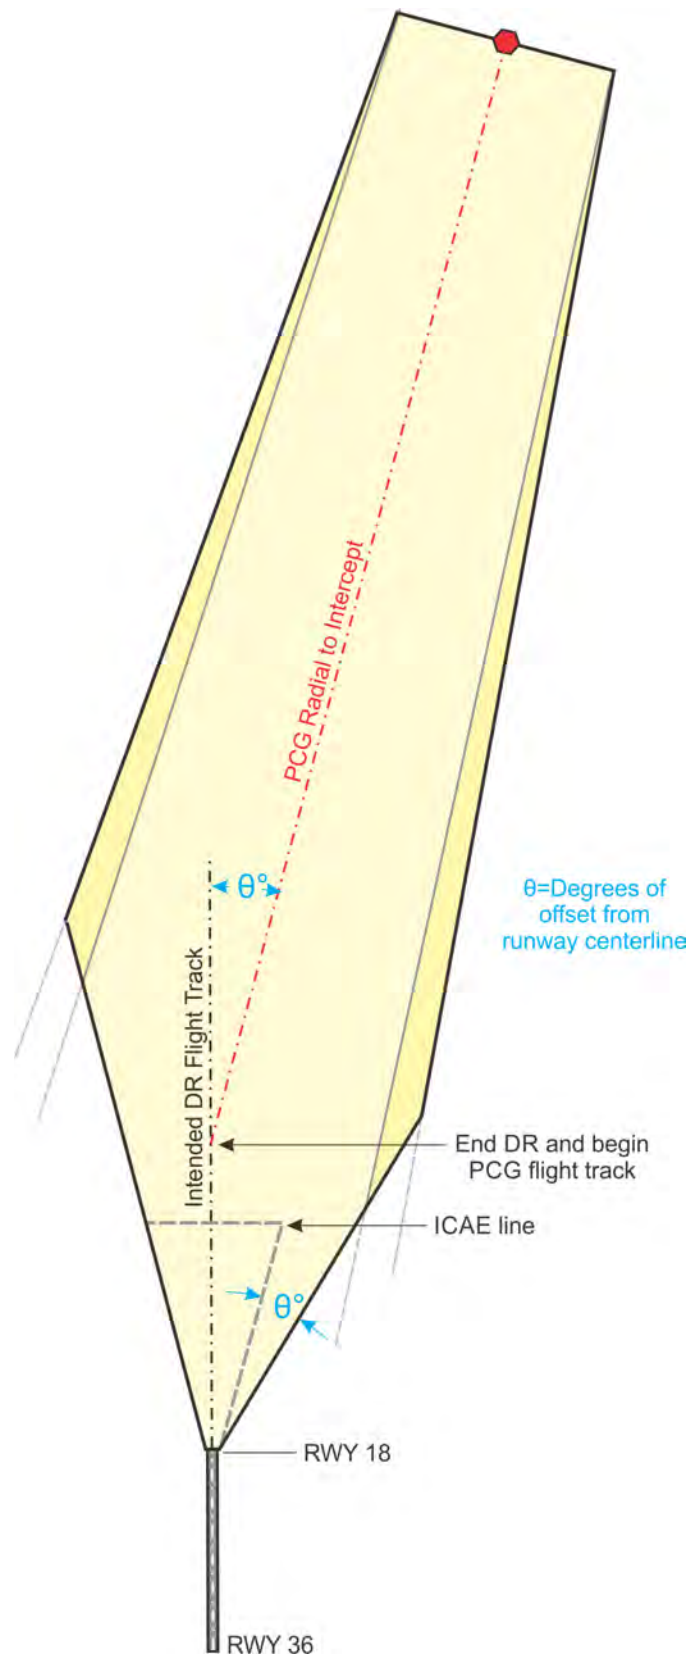 PCG Radial to Intercept
θ°
θ=Degrees of
offset from
runway centerline
Intended DR Flight Track
End DR and begin
PCG flight track
ICAE line
θ°
RWY 18
RWY 36